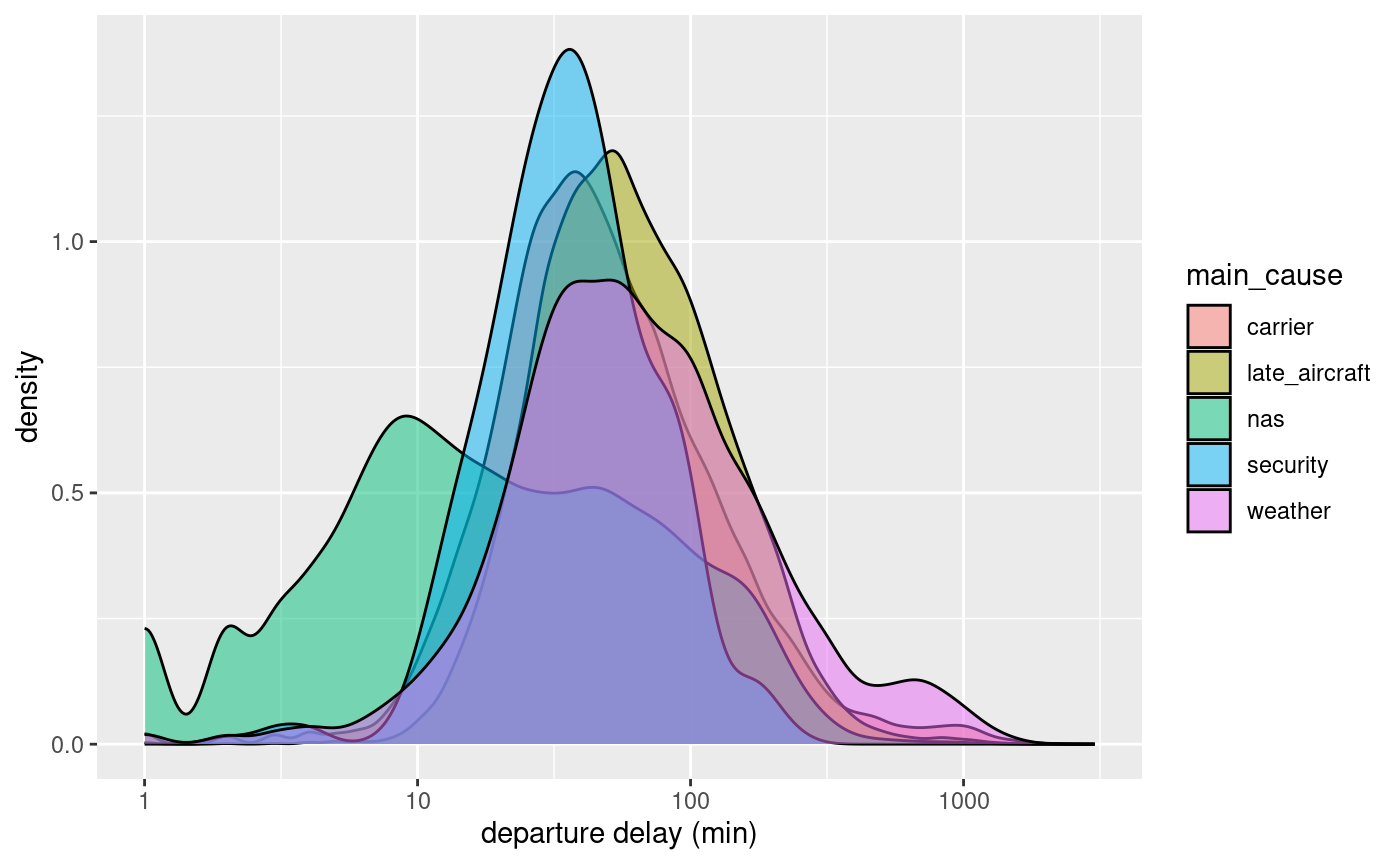 density
1.0
0.5
0.0
1 10 100 1000
departure delay (min)
main_cause
carrier
late_aircraft
nas
security
weather